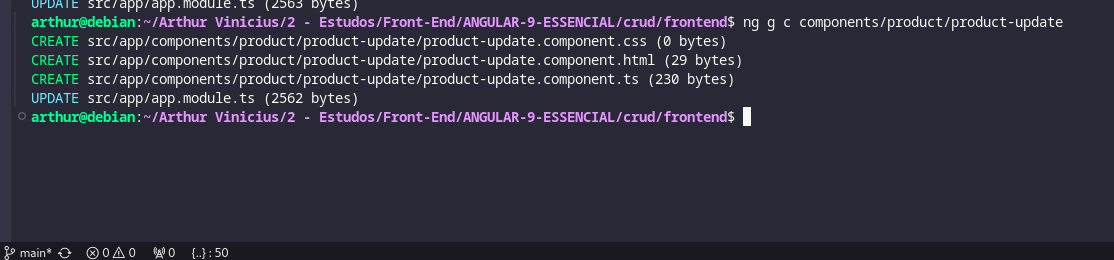 UPDATE src/app/app.module.ts (2563 bytes)
arthur@debian:~/Arthur Vinicius/2 - Estudos/Front-End/ANGULAR-9-ESSENCIAL/crud/frontend$ ng g c components/product/product-update
CREATE src/app/components/product/product-update/product-update.component.css (0 bytes)
CREATE src/app/components/product/product-update/product-update.component.html (29 bytes)
CREATE src/app/components/product/product-update/product-update.component.ts (230 bytes)
UPDATE src/app/app.module.ts (2562 bytes)
arthur@debian:~/Arthur Vinicius/2 - Estudos/Front-End/ANGULAR-9-ESSENCIAL/crud/frontend$
main* 0 0 0 {..} : 50